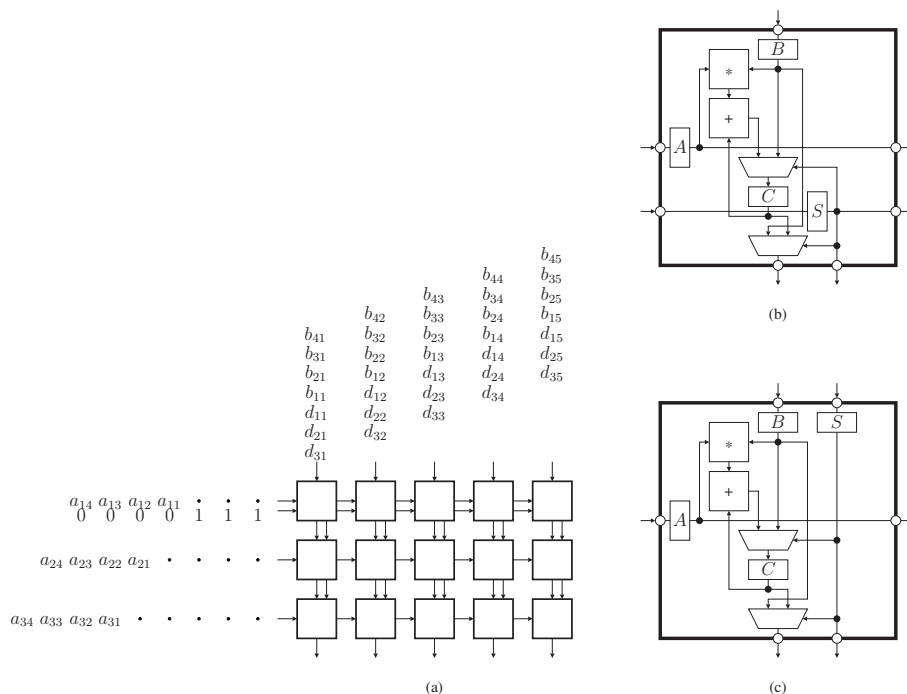 b45
b44 b35
b43 b34 b25
b42 b33 b24 b15
b41 b32 b23 b14 d15
b31 b22 b13 d14 d25
b21 b12 d13 d24 d35
b11 d12 d23 d34
d11 d22 d33
d21 d32
d31
a14 a13 a12 a11 • • •
0 0 0 0 1 1 1
a24 a23 a22 a21 • • • •
a34 a33 a32 a31 • • • • •
(a)
B
*
+
A
C
S
(b)
B S
*
+
A
C
(c)